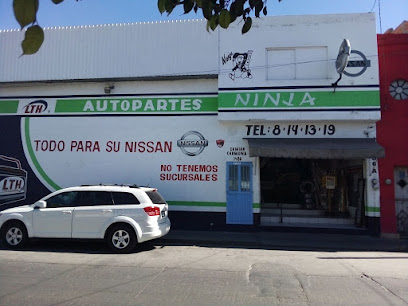 LTH
AUTOPARTES
NINJA
TEL: 8-14-13-19
TODO PARA SU NISSAN
NISSAN
NO TENEMOS
SUCURSALES
LTH